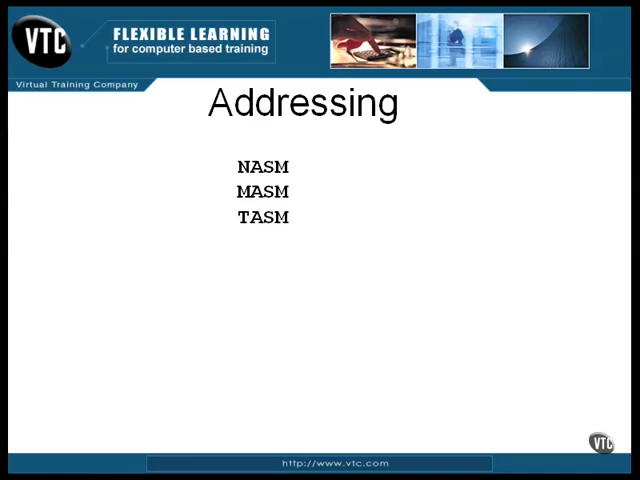 VTC
FLEXIBLE LEARNING
for computer based training
Virtual Training Company
Addressing
NASM
MASM
TASM
VTC
http://www.vtc.com